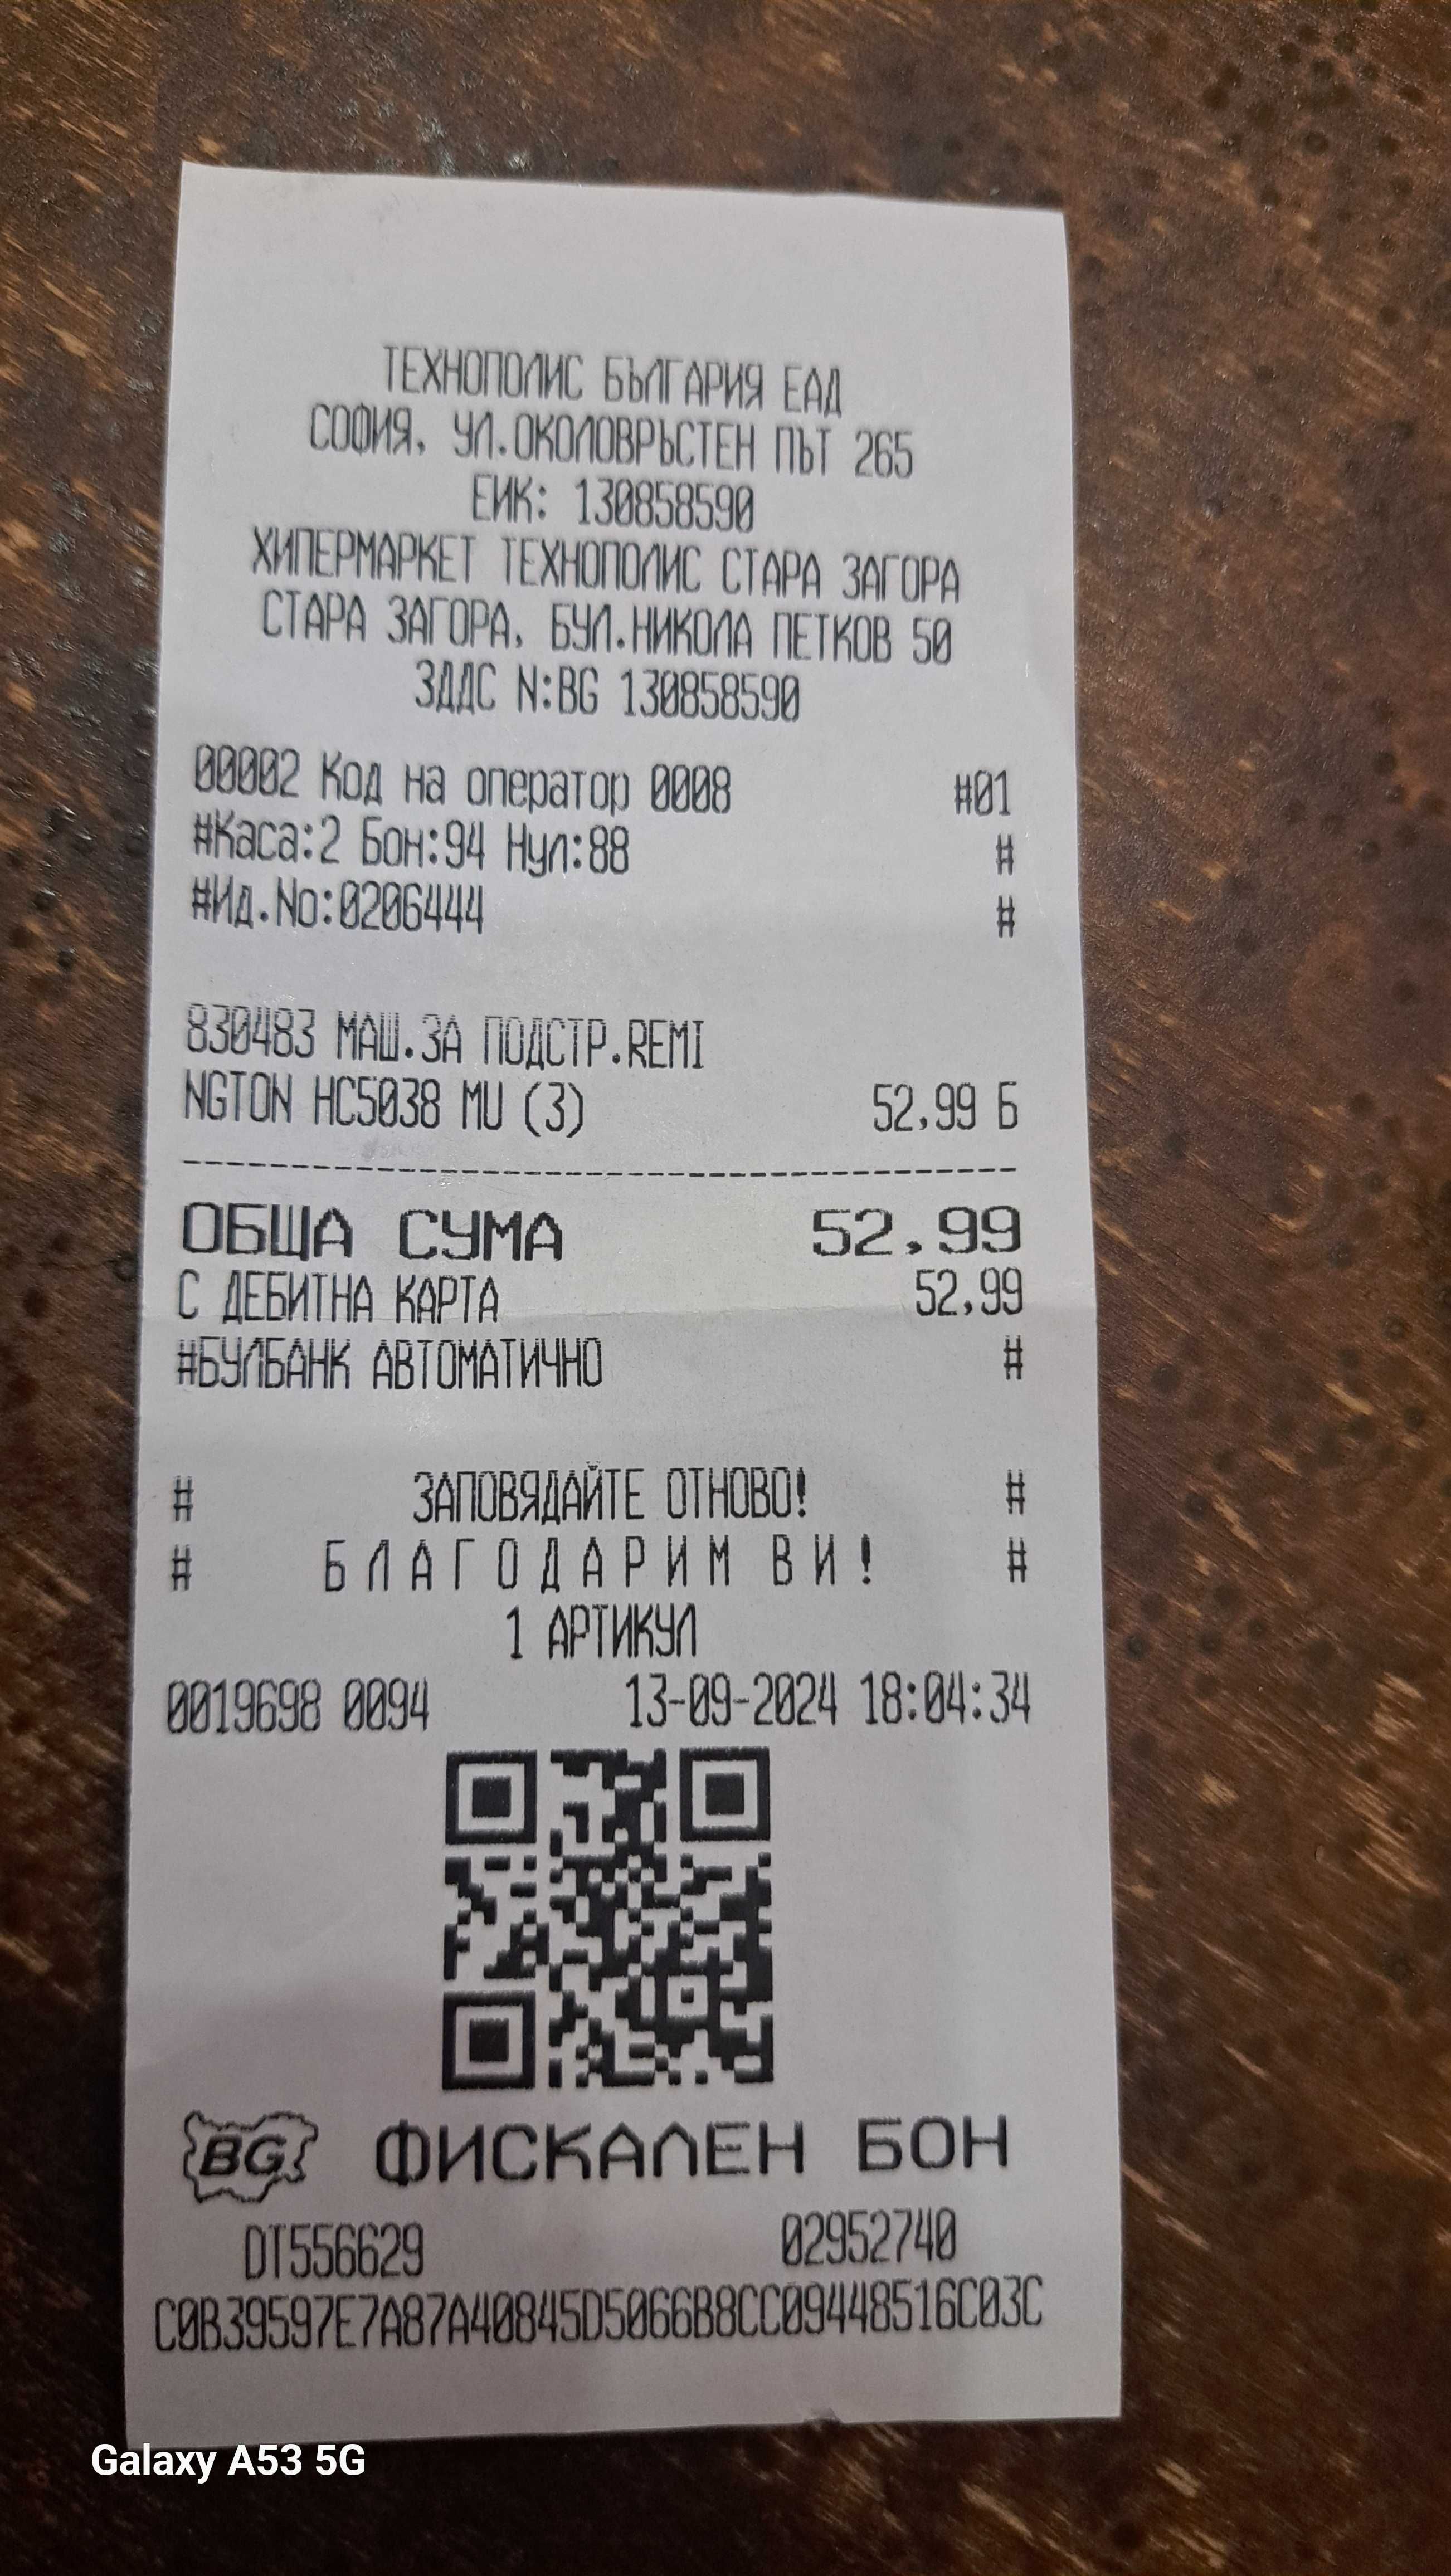 ТЕХНОПОЛИС БЪЛГАРИЯ ЕАД
СОФИЯ, УЛ.ОКОЛОВРЪСТЕН ПЪТ 265
ЕИК: 130858590
ХИПЕРМАРКЕТ ТЕХНОПОЛИС СТАРА ЗАГОРА
СТАРА ЗАГОРА, БУЛ.НИКОЛА ПЕТКОВ 50
ЗДДС N:BG 130858590
00002 Код на оператор 0008 #01
#Каса:2 Бон:94 Нул:88 #
#Ид.No:0206444 #
830483 МАШ.ЗА ПОДСТР.REMI
NGTON HC5038 MU (3) 52,99 Б
ОБЩА СУМА 52.99
С ДЕБИТНА КАРТА 52,99
#БУЛБАНК АВТОМАТИЧНО #
# ЗАПОВЯДАЙТЕ ОТНОВО! #
# Б Л А Г О Д А Р И М В И ! #
1 АРТИКУЛ
0019698 0094 13-09-2024 18:04:34
BG ФИСКАЛЕН БОН
DT556629 02952740
C0B39597E7A87A40845D5066B8CC09448516C03C
Galaxy A53 5G